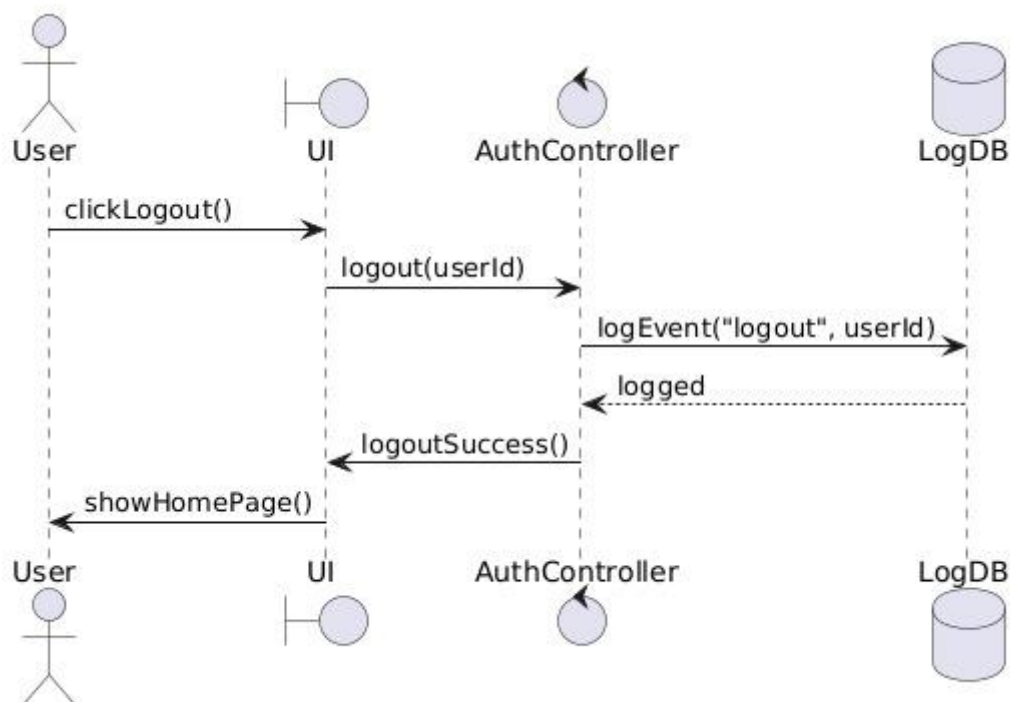 User UI AuthController LogDB
clickLogout()
logout(userId)
logEvent("logout", userId)
logged
logoutSuccess()
showHomePage()
User UI AuthController LogDB